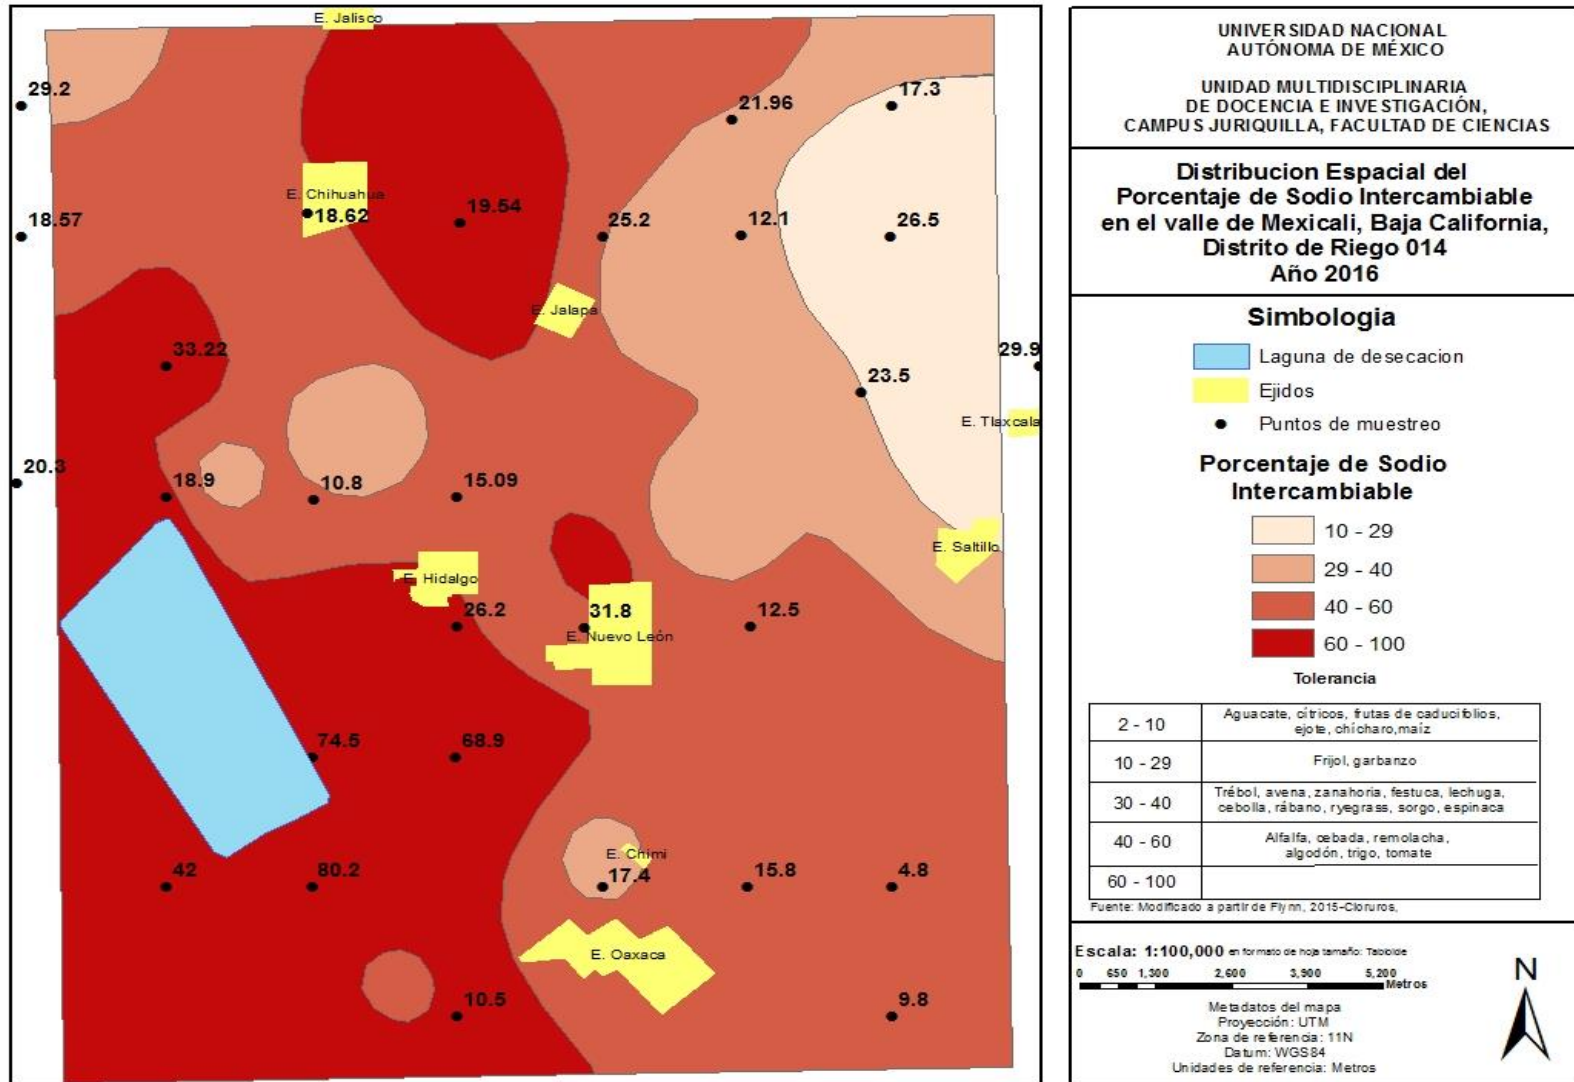 E. Jalisco
29.2
21.96
17.3
E. Chihuahua
18.62
18.57
19.54
25.2
12.1
26.5
E. Jalapa
33.22
29.9
23.5
E. Tlaxcala
20.3
18.9
10.8
15.09
E. Saltillo
E. Hidalgo
26.2
31.8
12.5
E. Nuevo León
74.5
68.9
E. Chimi
42
80.2
17.4
15.8
4.8
E. Oaxaca
10.5
9.8
UNIVERSIDAD NACIONAL
AUTÓNOMA DE MÉXICO
UNIDAD MULTIDISCIPLINARIA
DE DOCENCIA E INVESTIGACIÓN,
CAMPUS JURIQUILLA, FACULTAD DE CIENCIAS
Distribucion Espacial del
Porcentaje de Sodio Intercambiable
en el valle de Mexicali, Baja California,
Distrito de Riego 014
Año 2016
Simbologia
Laguna de desecacion
Ejidos
Puntos de muestreo
Porcentaje de Sodio
Intercambiable
10 - 29
29 - 40
40 - 60
60 - 100
Tolerancia
2 - 10 Aguacate, cítricos, frutas de caducifolios,
ejote, chícharo,maíz
10 - 29 Frijol, garbanzo
30 - 40 Trébol, avena, zanahoria, festuca, lechuga,
cebolla, rábano, ryegrass, sorgo, espinaca
40 - 60 Alfalfa, cebada, remolacha,
algodón, trigo, tomate
60 - 100
Fuente: Modificado a partir de Flynn, 2015-Cloruros,
Escala: 1:100,000 en formato de hoja tamaño: Tabloide
0 650 1,300 2,600 3,900 5,200
Metros
Metadatos del mapa
Proyección: UTM
Zona de referencia: 11N
Datum: WGS84
Unidades de referencia: Metros
N